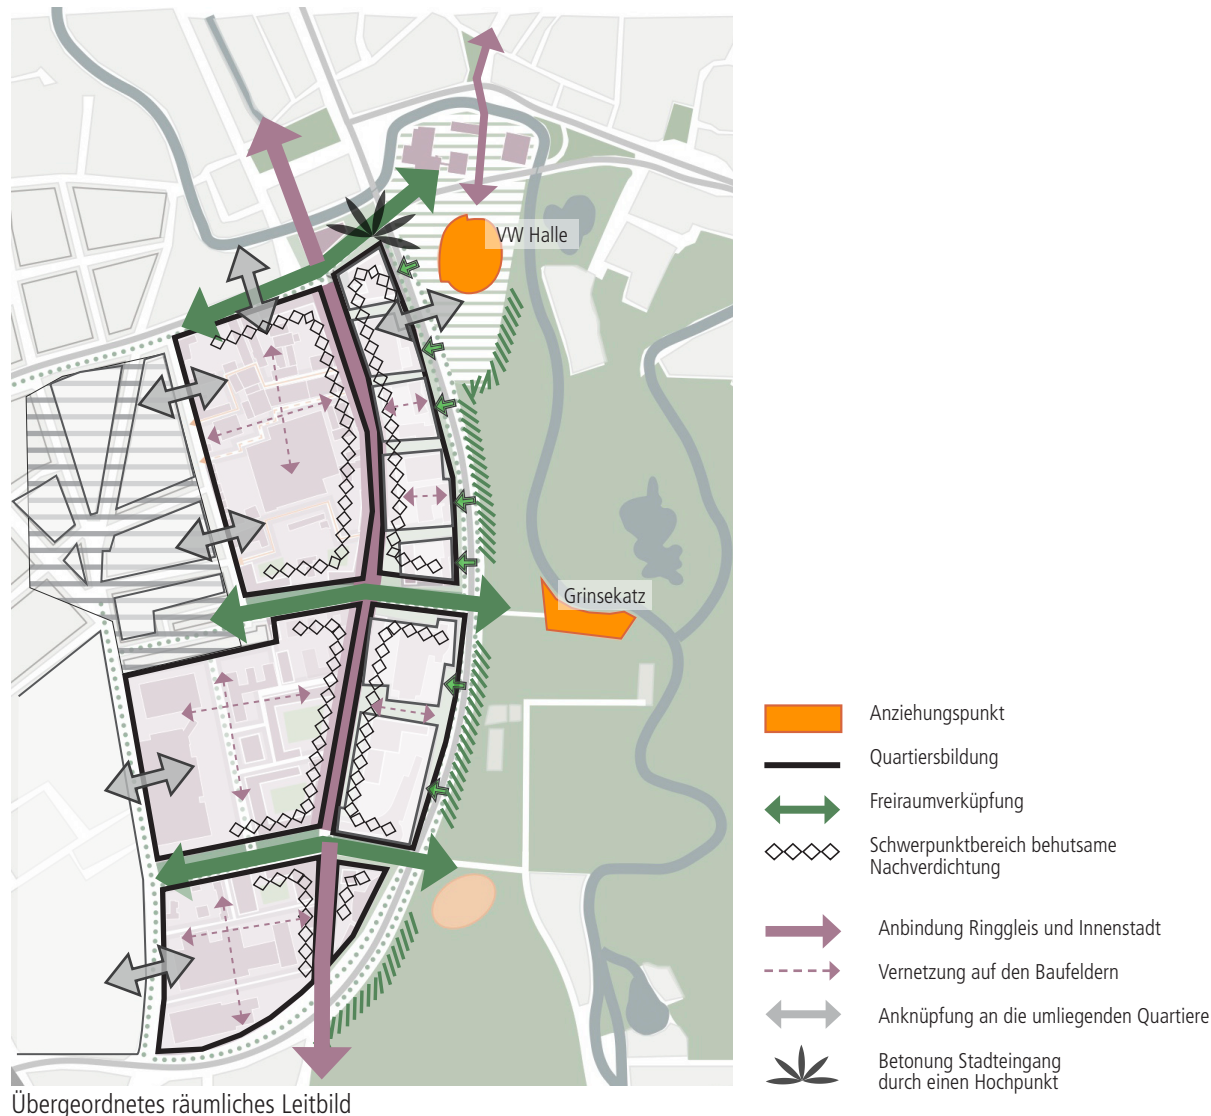 VW Halle
Grinsekatz
Anziehungspunkt
Quartiersbildung
Freiraumverküpfung
Schwerpunktbereich behutsame
Nachverdichtung
Anbindung Ringgleis und Innenstadt
Vernetzung auf den Baufeldern
Anknüpfung an die umliegenden Quartiere
Betonung Stadteingang
durch einen Hochpunkt
Übergeordnetes räumliches Leitbild